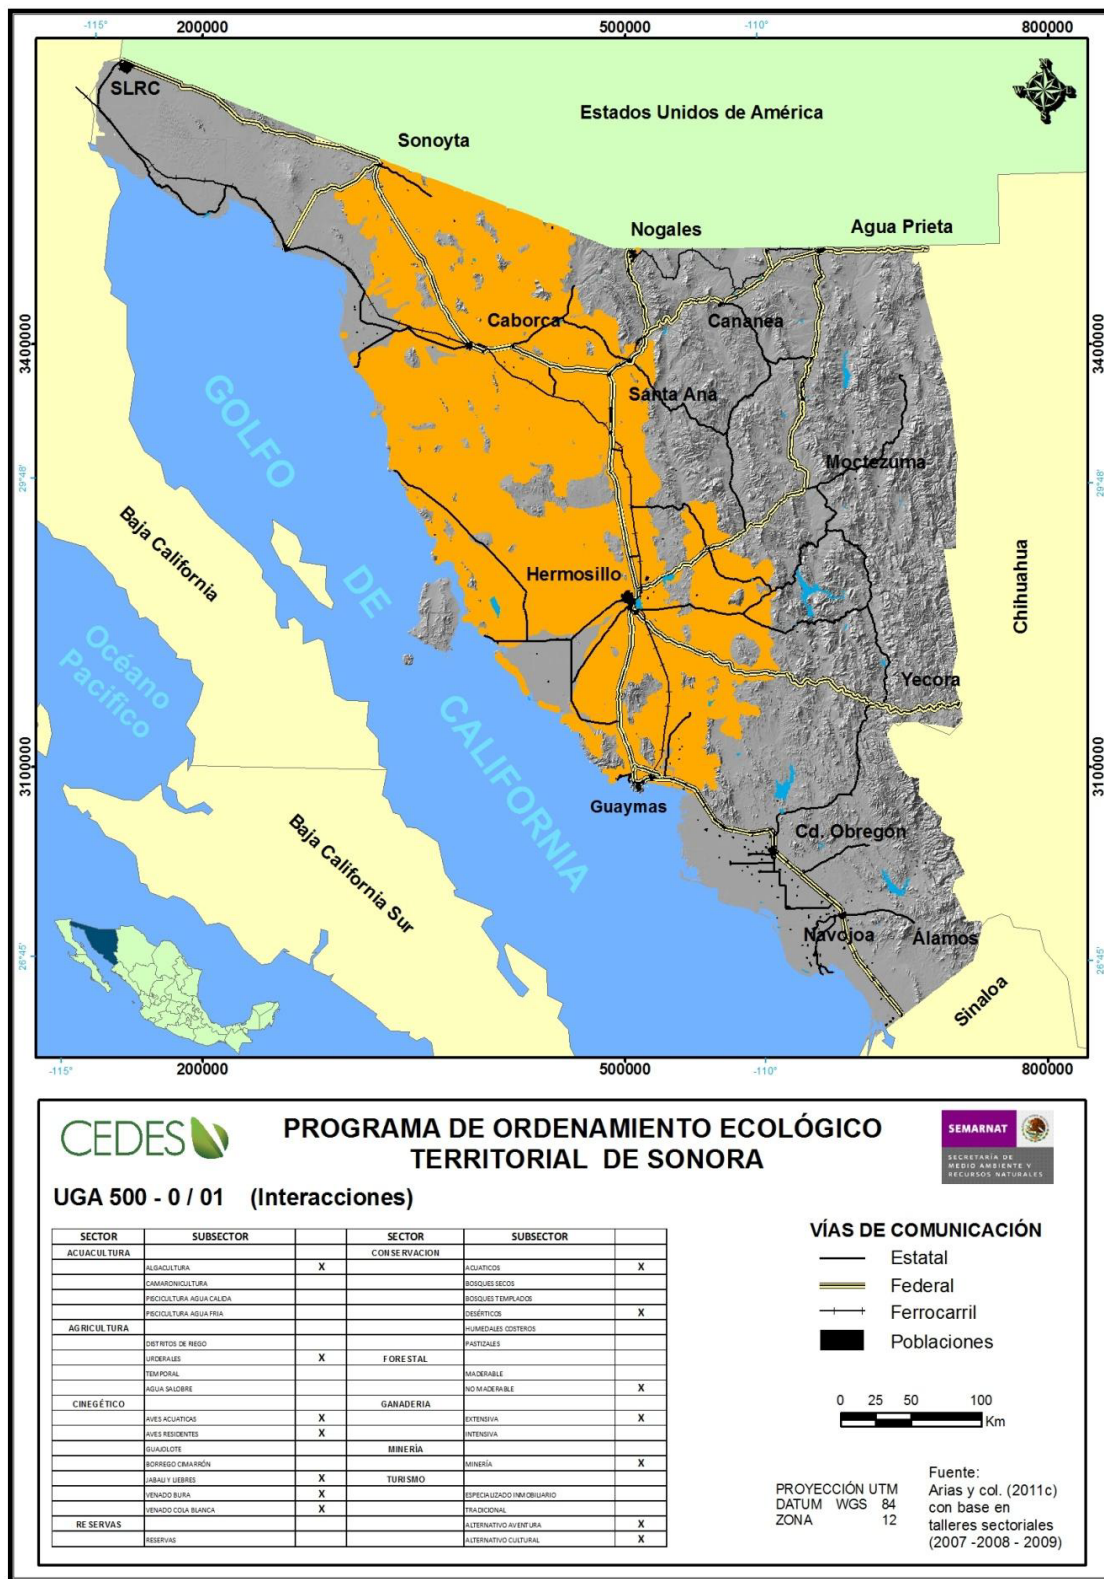 -115° 200000 500000 -110° 800000
SLRC
Estados Unidos de América
Sonoyta
Nogales
Agua Prieta
3400000
3400000
Caborca
Cananea
Santa Ana
GOLFO
DE
CALIFORNIA
29°48'
29°48'
Moctezuma
Baja California
Hermosillo
Chihuahua
Océano
Pacífico
Yecora
3100000
3100000
Guaymas
Cd. Obregón
Baja California Sur
Navojoa
Álamos
26°45'
26°45'
Sinaloa
-115° 200000 500000 -110° 800000
CEDES
PROGRAMA DE ORDENAMIENTO ECOLÓGICO
TERRITORIAL DE SONORA
SEMARNAT
SECRETARÍA DE
MEDIO AMBIENTE Y
RECURSOS NATURALES
UGA 500 - 0 / 01 (Interacciones)
SECTOR SUBSECTOR SECTOR SUBSECTOR
ACUACULTURA CONSERVACION
ALGACULTURA X ACUATICOS X
CAMARONICULTURA BOSQUES SECOS
PISCICULTURA AGUA CALIDA BOSQUES TEMPLADOS
PISCICULTURA AGUA FRIA DESÉRTICOS X
AGRICULTURA HUMEDALES COSTEROS
DISTRITOS DE RIEGO PASTIZALES
URDERALES X FORESTAL
TEMPORAL MADERABLE
AGUA SALOBRE NO MADERABLE X
CINEGÉTICO GANADERIA
AVES ACUATICAS X EXTENSIVA X
AVES RESIDENTES X INTENSIVA
GUAJOLOTE MINERÌA
BORREGO CIMARRÓN MINERÍA X
JABALI Y LIEBRES X TURISMO
VENADO BURA X ESPECIALIZADO INMOBILIARIO
VENADO COLA BLANCA X TRADICIONAL
RESERVAS ALTERNATIVO AVENTURA X
RESERVAS ALTERNATIVO CULTURAL X
VÍAS DE COMUNICACIÓN
Estatal
Federal
Ferrocarril
Poblaciones
0 25 50 100
Km
PROYECCIÓN UTM
DATUM WGS 84
ZONA 12
Fuente:
Arias y col. (2011c)
con base en
talleres sectoriales
(2007 -2008 - 2009)